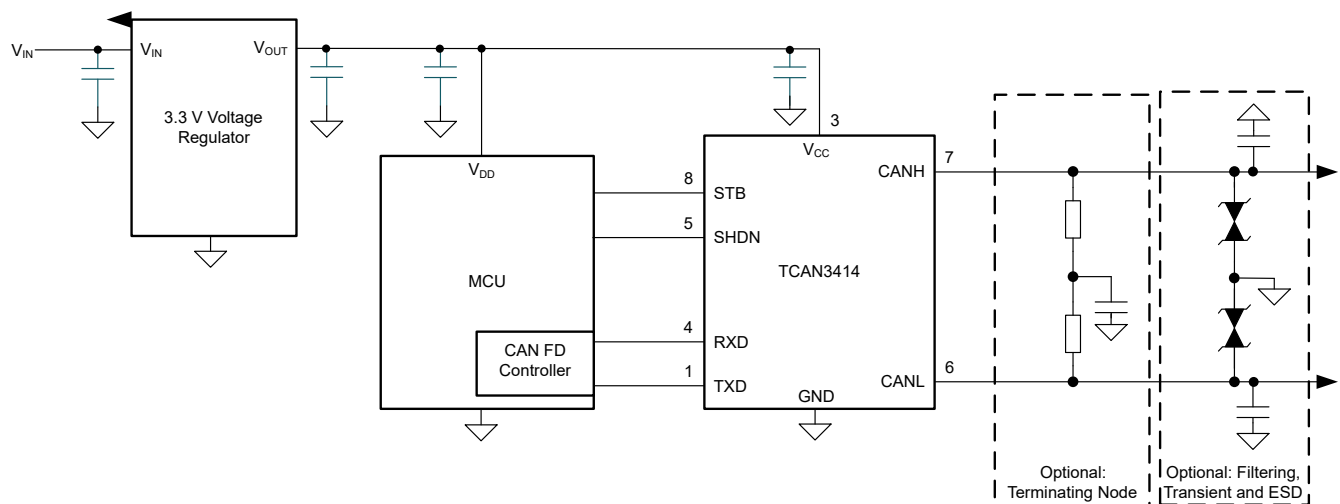 V_IN
V_IN
V_OUT
3.3 V Voltage
Regulator
3
V_DD
V_CC
8
STB
5
SHDN
MCU
TCAN3414
4
RXD
CAN FD
Controller
1
TXD
GND
CANH
7
CANL
6
Optional:
Terminating Node
Optional: Filtering,
Transient and ESD